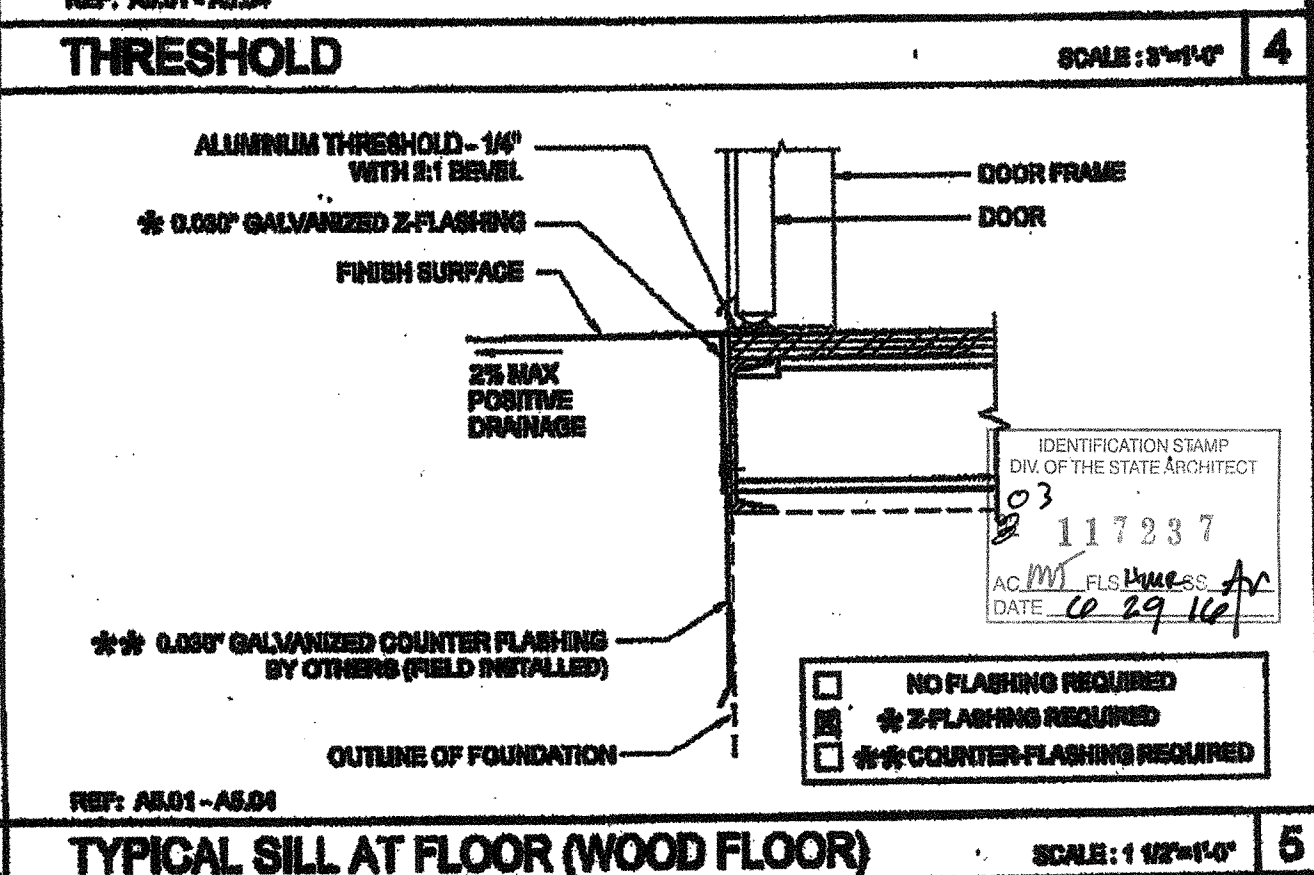 THRESHOLD
SCALE : 3"=1'-0"
4
ALUMINUM THRESHOLD - 1/4"
WITH 2:1 BEVEL
* 0.030" GALVANIZED Z-FLASHING
FINISH SURFACE
DOOR FRAME
DOOR
2% MAX
POSITIVE
DRAINAGE
IDENTIFICATION STAMP
DIV. OF THE STATE ARCHITECT
03
117237
AC FLS HMR SS
DATE 6 29 16
** 0.030" GALVANIZED COUNTER FLASHING
BY OTHERS (FIELD INSTALLED)
OUTLINE OF FOUNDATION
NO FLASHING REQUIRED
* Z-FLASHING REQUIRED
** COUNTER-FLASHING REQUIRED
REF: A5.01 - A5.04
TYPICAL SILL AT FLOOR (WOOD FLOOR)
SCALE : 1 1/2"=1'-0"
5